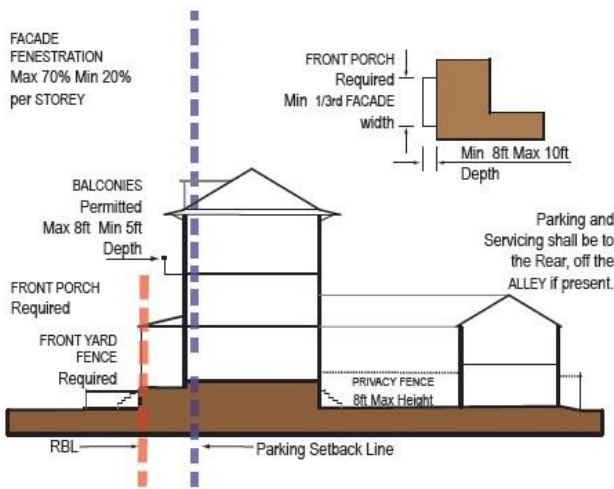 FACADE
FENESTRATION
Max 70% Min 20%
per STOREY
FRONT PORCH
Required
Min 1/3rd FACADE
width
Min 8ft Max 10ft
Depth
BALCONIES
Permitted
Max 8ft Min 5ft
Depth
Parking and
Servicing shall be to
the Rear, off the
ALLEY if present.
FRONT PORCH
Required
FRONT YARD
FENCE
Required
PRIVACY FENCE
8ft Max Height
RBL
Parking Setback Line